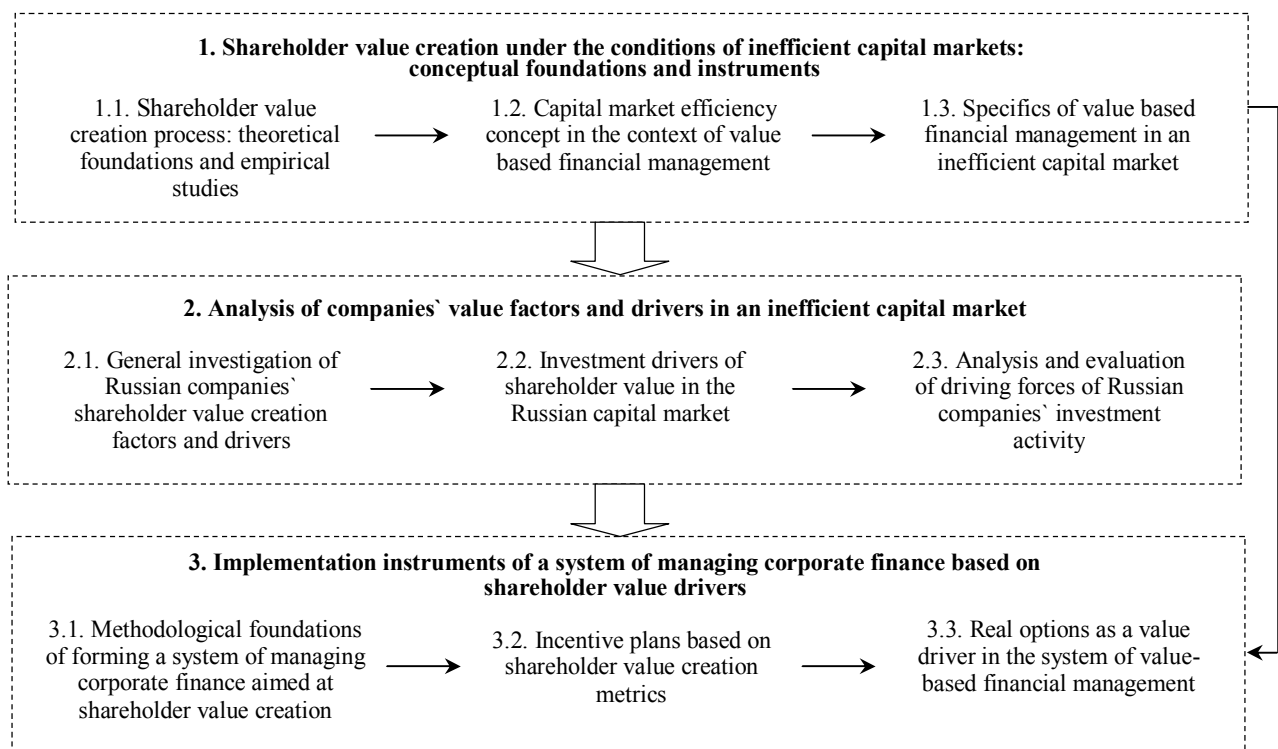 1. Shareholder value creation under the conditions of inefficient capital markets:
conceptual foundations and instruments
1.1. Shareholder value
creation process: theoretical
foundations and empirical
studies
1.2. Capital market efficiency
concept in the context of value
based financial management
1.3. Specifics of value based
financial management in an
inefficient capital market
2. Analysis of companies` value factors and drivers in an inefficient capital market
2.1. General investigation of
Russian companies`
shareholder value creation
factors and drivers
2.2. Investment drivers of
shareholder value in the
Russian capital market
2.3. Analysis and evaluation
of driving forces of Russian
companies` investment
activity
3. Implementation instruments of a system of managing corporate finance based on
shareholder value drivers
3.1. Methodological foundations
of forming a system of managing
corporate finance aimed at
shareholder value creation
3.2. Incentive plans based on
shareholder value creation
metrics
3.3. Real options as a value
driver in the system of value-
based financial management